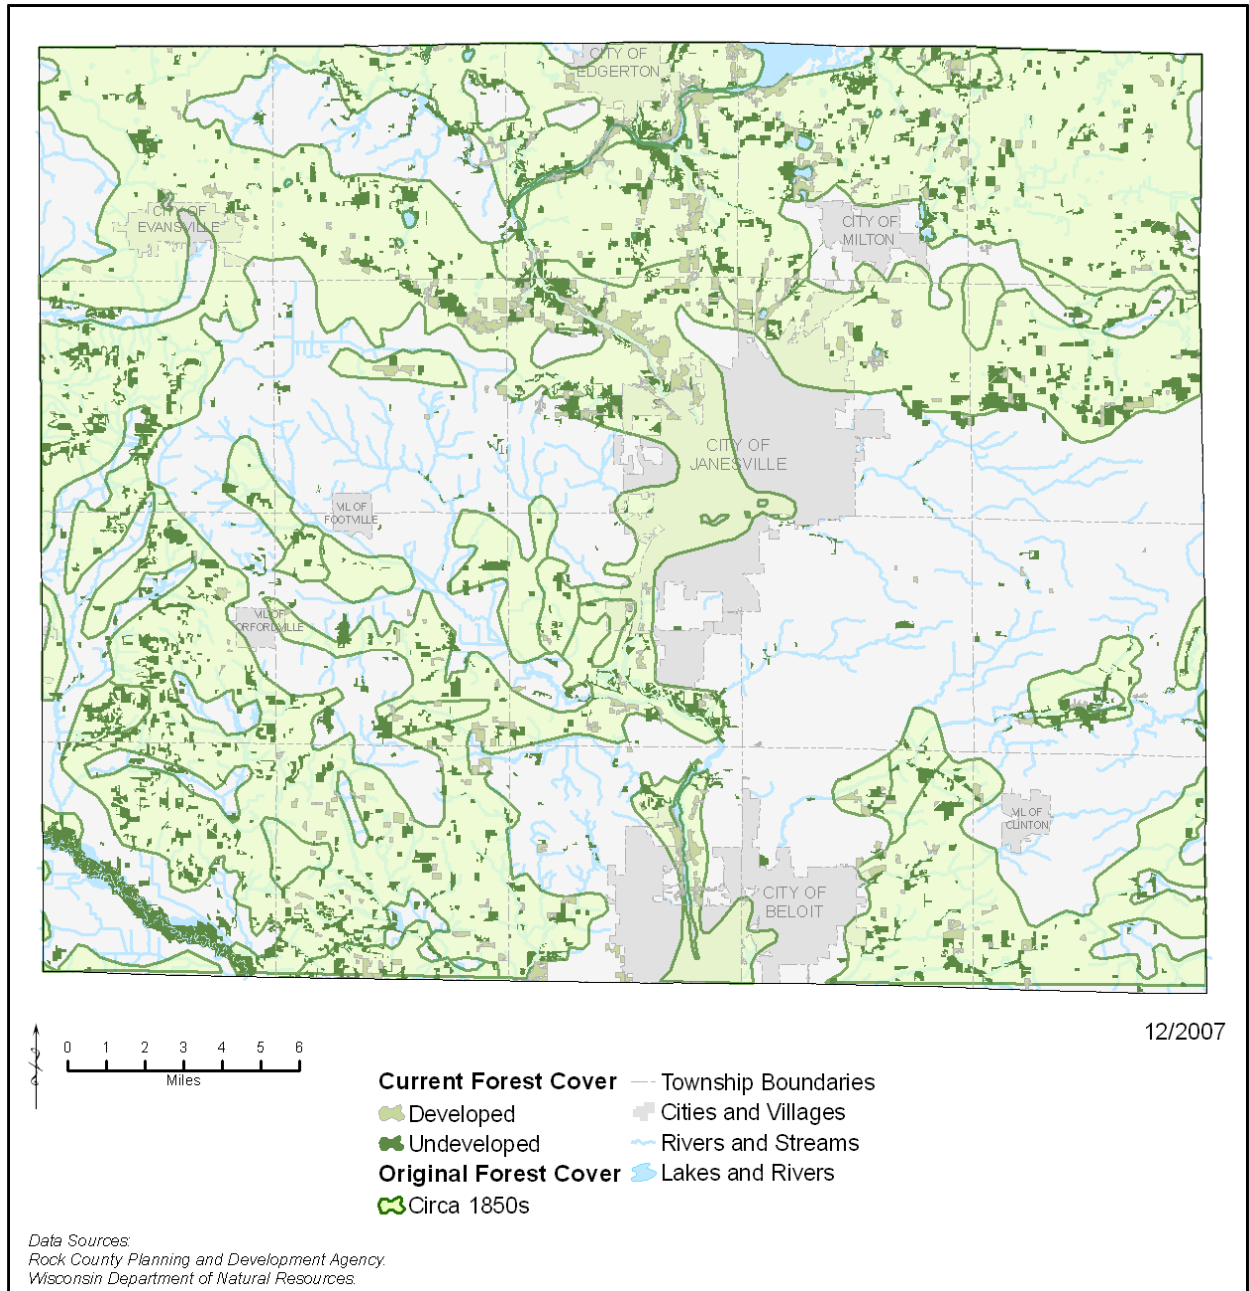 CITY OF
EDGERTON
CITY OF
EVANSVILLE
CITY OF
MILTON
CITY OF
JANESVILLE
VIL OF
FOOTVILLE
VIL OF
ORFORDVILLE
VIL OF
CLINTON
CITY OF
BELOIT
12/2007
0 1 2 3 4 5 6
Miles
Current Forest Cover
Developed
Undeveloped
Original Forest Cover
Circa 1850s
Township Boundaries
Cities and Villages
Rivers and Streams
Lakes and Rivers
Data Sources:
Rock County Planning and Development Agency.
Wisconsin Department of Natural Resources.